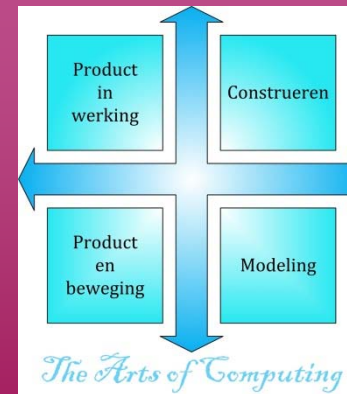 Product
in
werking
Construeren
Product
en
beweging
Modeling
The Arts of Computing